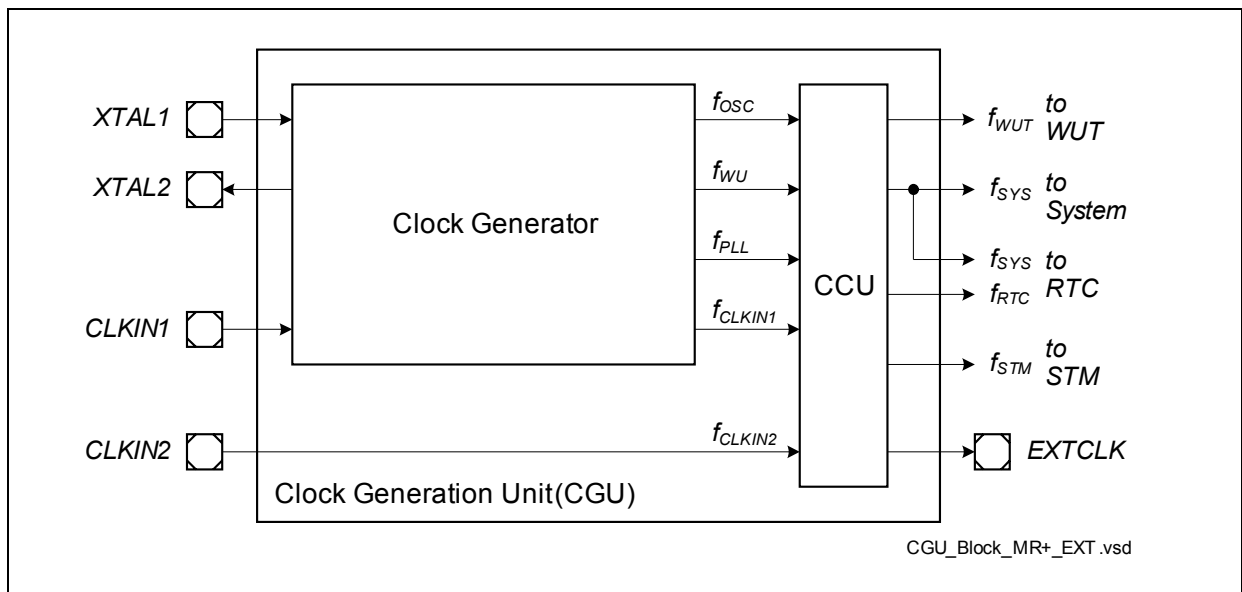 XTAL1
XTAL2
CLKIN1
CLKIN2
Clock Generator
fOSC
fWU
fPLL
fCLKIN1
fCLKIN2
CCU
fWUT to
WUT
fSYS to
System
fSYS to
fRTC RTC
fSTM to
STM
EXTCLK
Clock Generation Unit(CGU)
CGU_Block_MR+_EXT.vsd